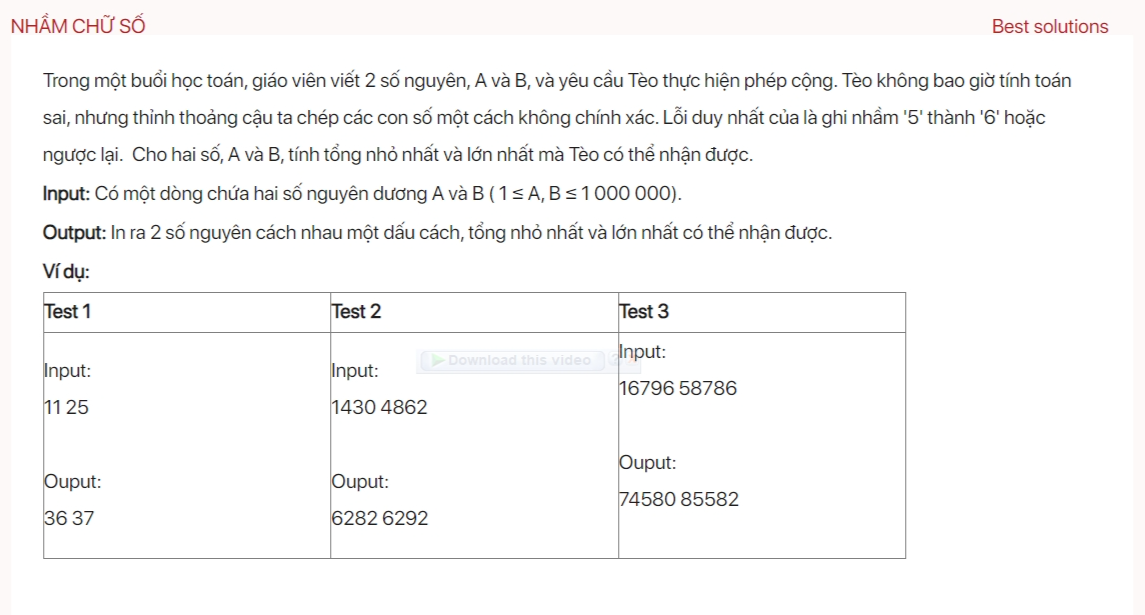 NHẦM CHỮ SỐ
Best solutions
Trong một buổi học toán, giáo viên viết 2 số nguyên, A và B, và yêu cầu Tèo thực hiện phép cộng. Tèo không bao giờ tính toán
sai, nhưng thỉnh thoảng cậu ta chép các con số một cách không chính xác. Lỗi duy nhất của là ghi nhầm '5' thành '6' hoặc
ngược lại. Cho hai số, A và B, tính tổng nhỏ nhất và lớn nhất mà Tèo có thể nhận được.
Input: Có một dòng chứa hai số nguyên dương A và B ( 1 ≤ A, B ≤ 1 000 000).
Output: In ra 2 số nguyên cách nhau một dấu cách, tổng nhỏ nhất và lớn nhất có thể nhận được.
Ví dụ:
Test 1
Input:
11 25
Ouput:
36 37
Test 2
Input:
1430 4862
Ouput:
6282 6292
Test 3
Input:
16796 58786
Ouput:
74580 85582
Download this video